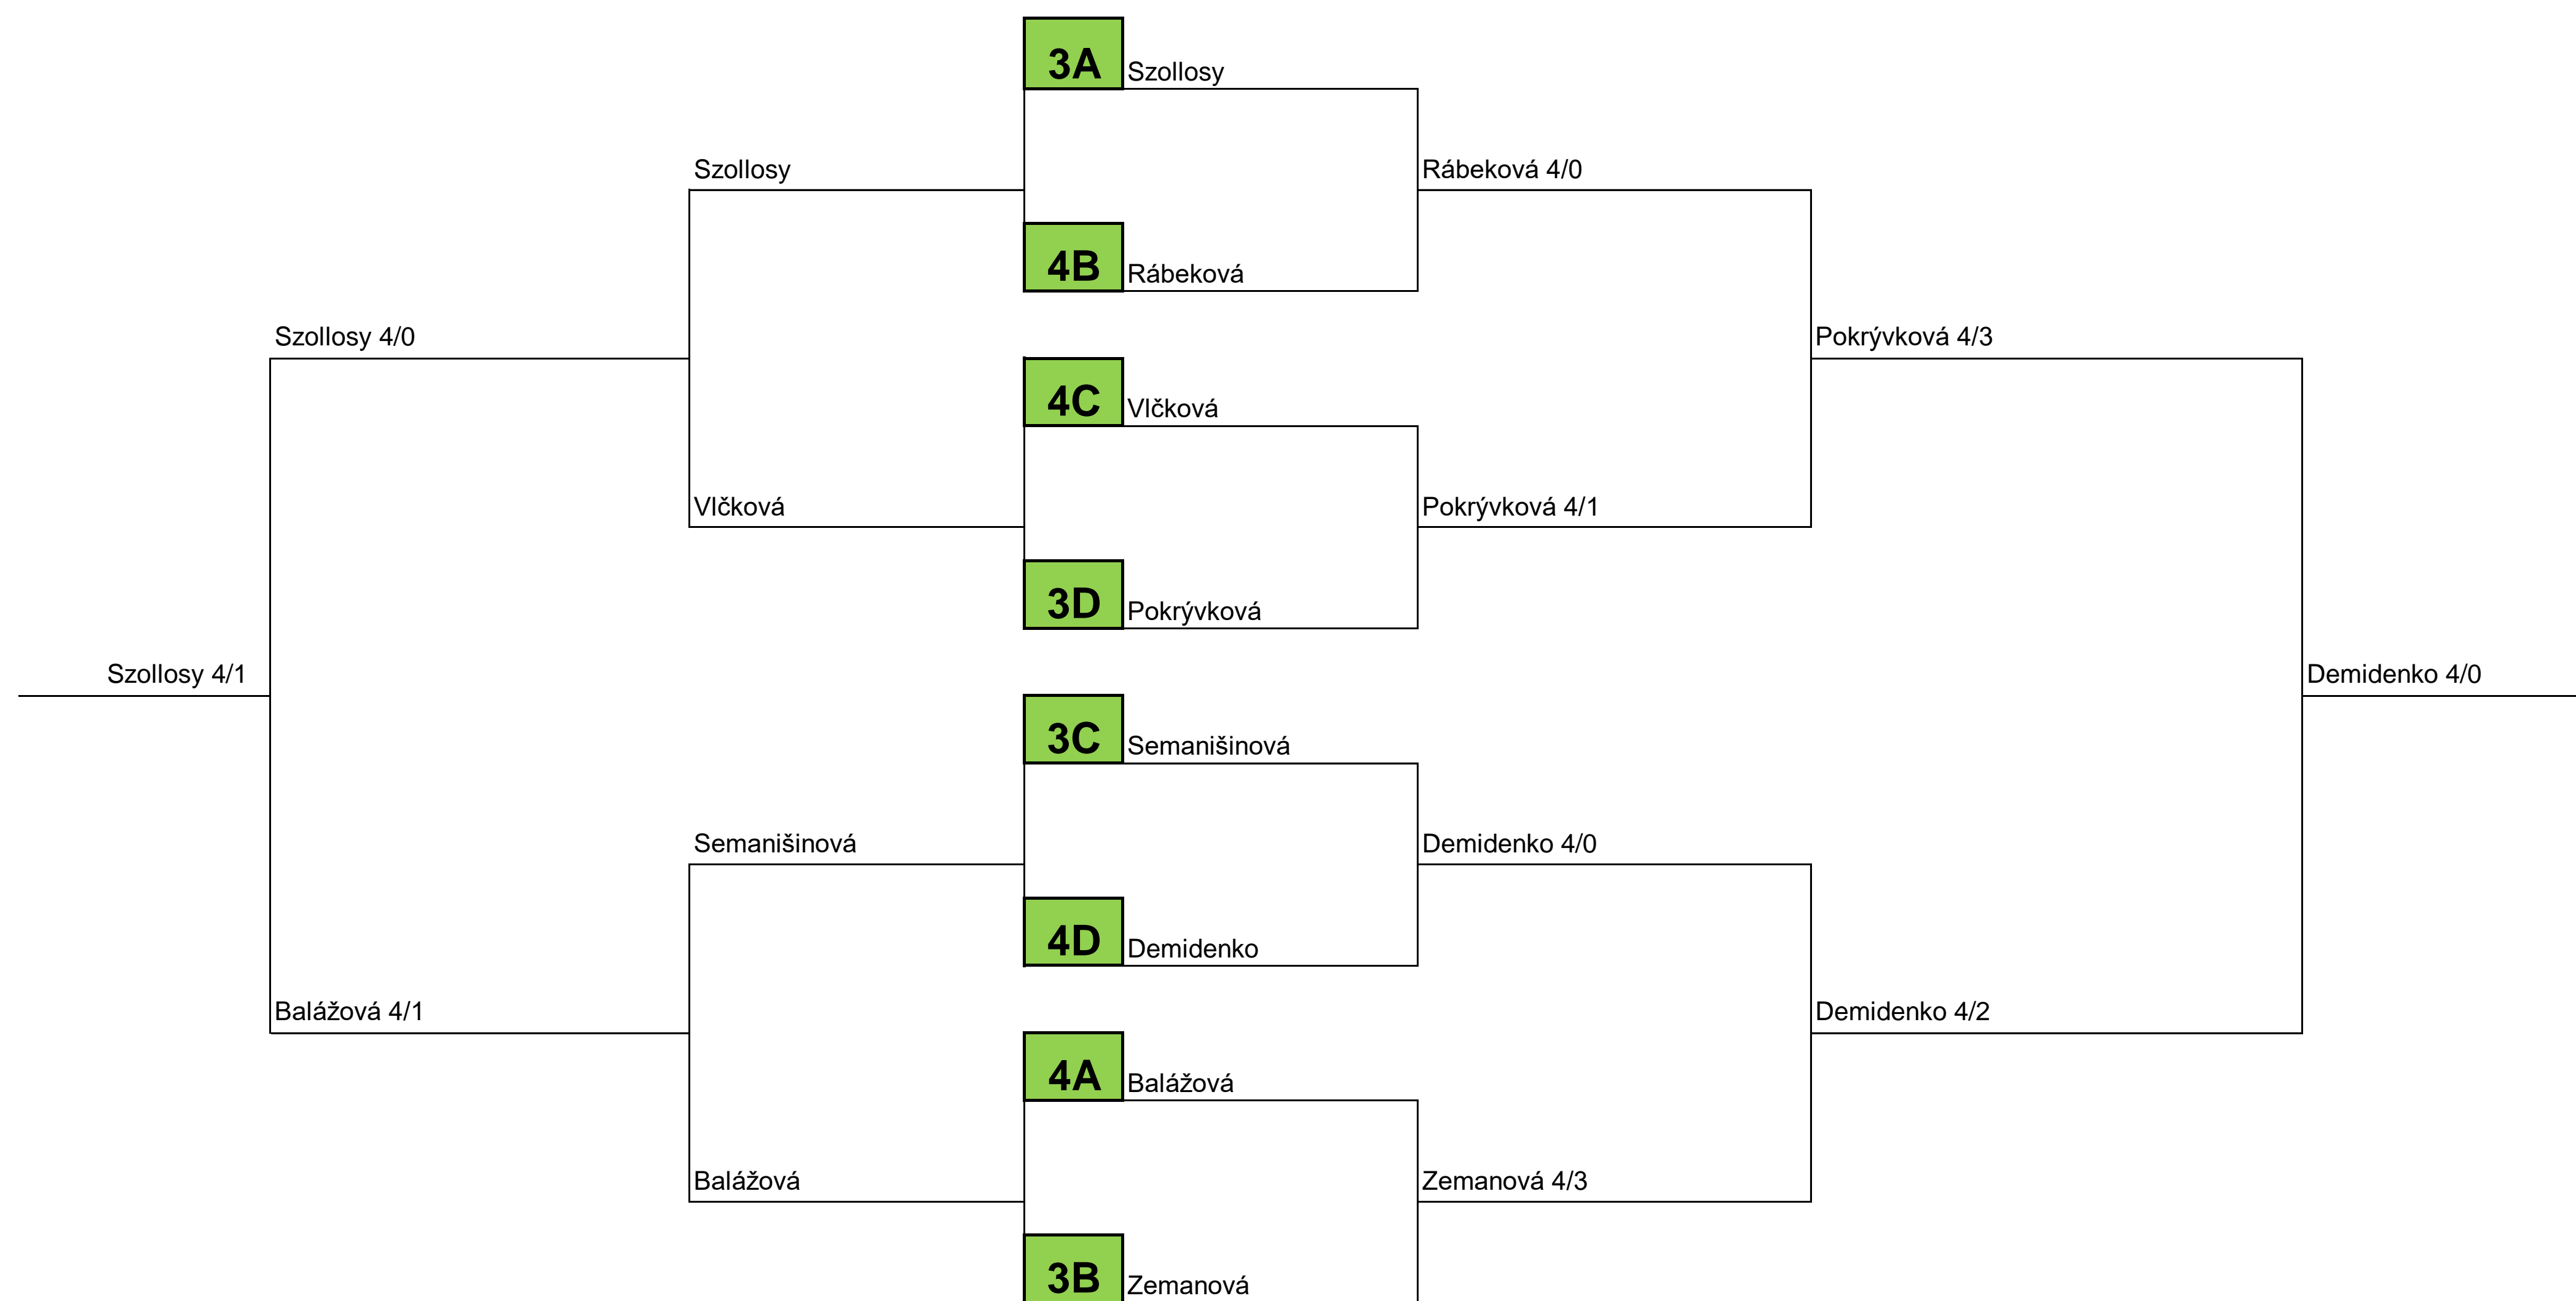 3A Szollosy
Szollosy
Rábeková 4/0
4B Rábeková
Szollosy 4/0
Pokrývková 4/3
4C Vlčková
Vlčková
Pokrývková 4/1
3D Pokrývková
Szollosy 4/1
Demidenko 4/0
3C Semanišinová
Semanišinová
Demidenko 4/0
4D Demidenko
Balážová 4/1
Demidenko 4/2
4A Balážová
Balážová
Zemanová 4/3
3B Zemanová